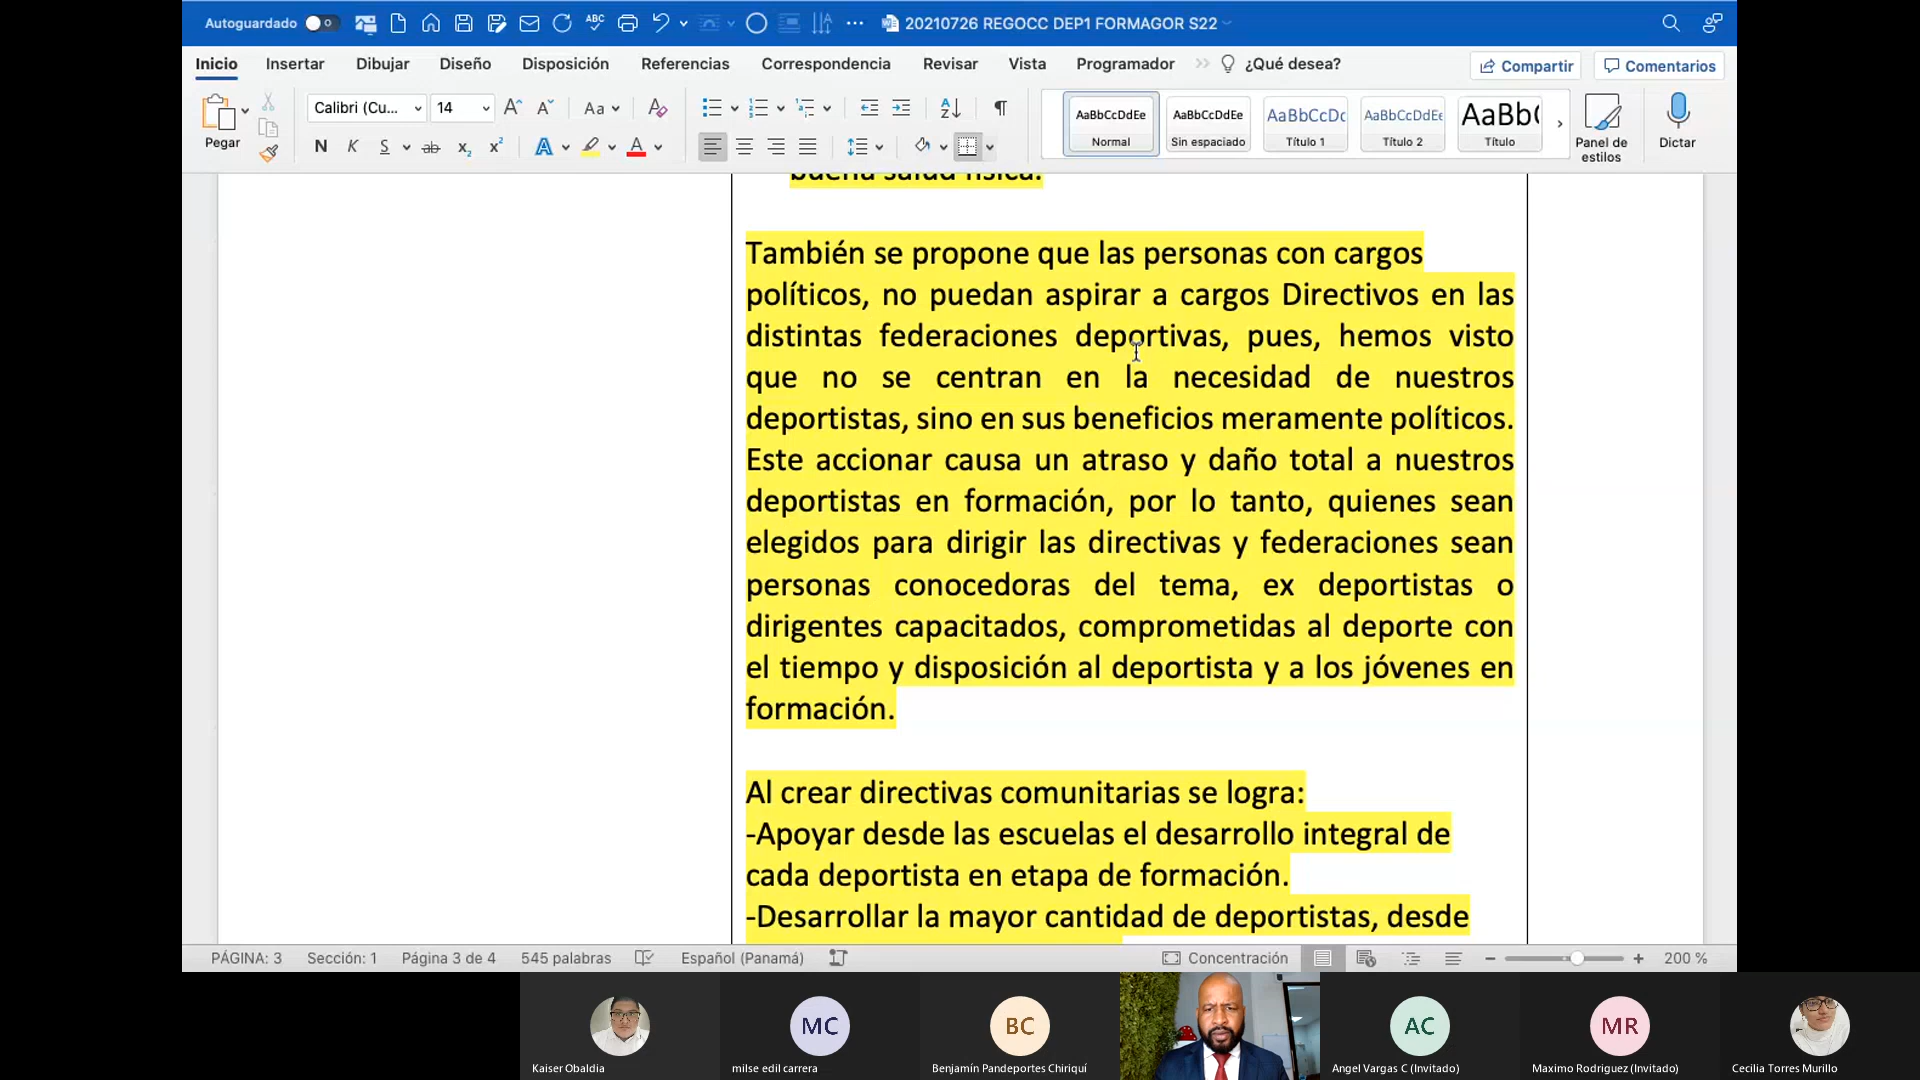 Autoguardado
20210726 REGOCC DEP1 FORMAGOR S22
ABC
Inicio Insertar Dibujar Diseño Disposición Referencias Correspondencia Revisar Vista Programador ¿Qué desea? Compartir Comentarios
Pegar
Calibri (Cu... 14
Aa
N K S ab x2 x2 A A
AaBbCcDdEe AaBbCcDdEe AaBbCcDc AaBbCcDdEe AaBb(
Normal Sin espaciado Título 1 Título 2 Título
Panel de estilos
Dictar
buena salud física.
También se propone que las personas con cargos
políticos, no puedan aspirar a cargos Directivos en las
distintas federaciones deportivas, pues, hemos visto
que no se centran en la necesidad de nuestros
deportistas, sino en sus beneficios meramente políticos.
Este accionar causa un atraso y daño total a nuestros
deportistas en formación, por lo tanto, quienes sean
elegidos para dirigir las directivas y federaciones sean
personas conocedoras del tema, ex deportistas o
dirigentes capacitados, comprometidas al deporte con
el tiempo y disposición al deportista y a los jóvenes en
formación.
Al crear directivas comunitarias se logra:
-Apoyar desde las escuelas el desarrollo integral de
cada deportista en etapa de formación.
-Desarrollar la mayor cantidad de deportistas, desde
PÁGINA: 3 Sección: 1 Página 3 de 4 545 palabras Español (Panamá) Concentración 200 %
MC BC AC MR
Kaiser Obaldia milse edil carrera Benjamín Pandeportes Chiriquí Angel Vargas C (Invitado) Maximo Rodriguez (Invitado) Cecilia Torres Murillo